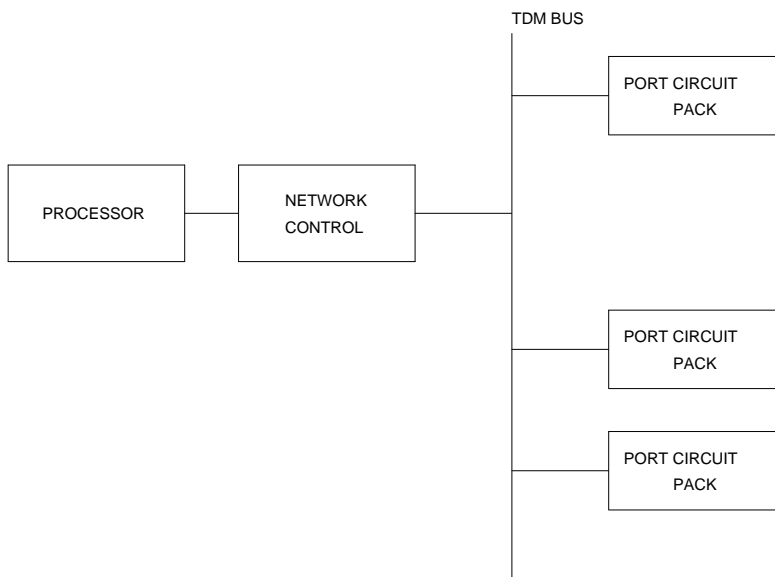 TDM BUS
PORT CIRCUIT
PACK
PROCESSOR
NETWORK
CONTROL
PORT CIRCUIT
PACK
PORT CIRCUIT
PACK